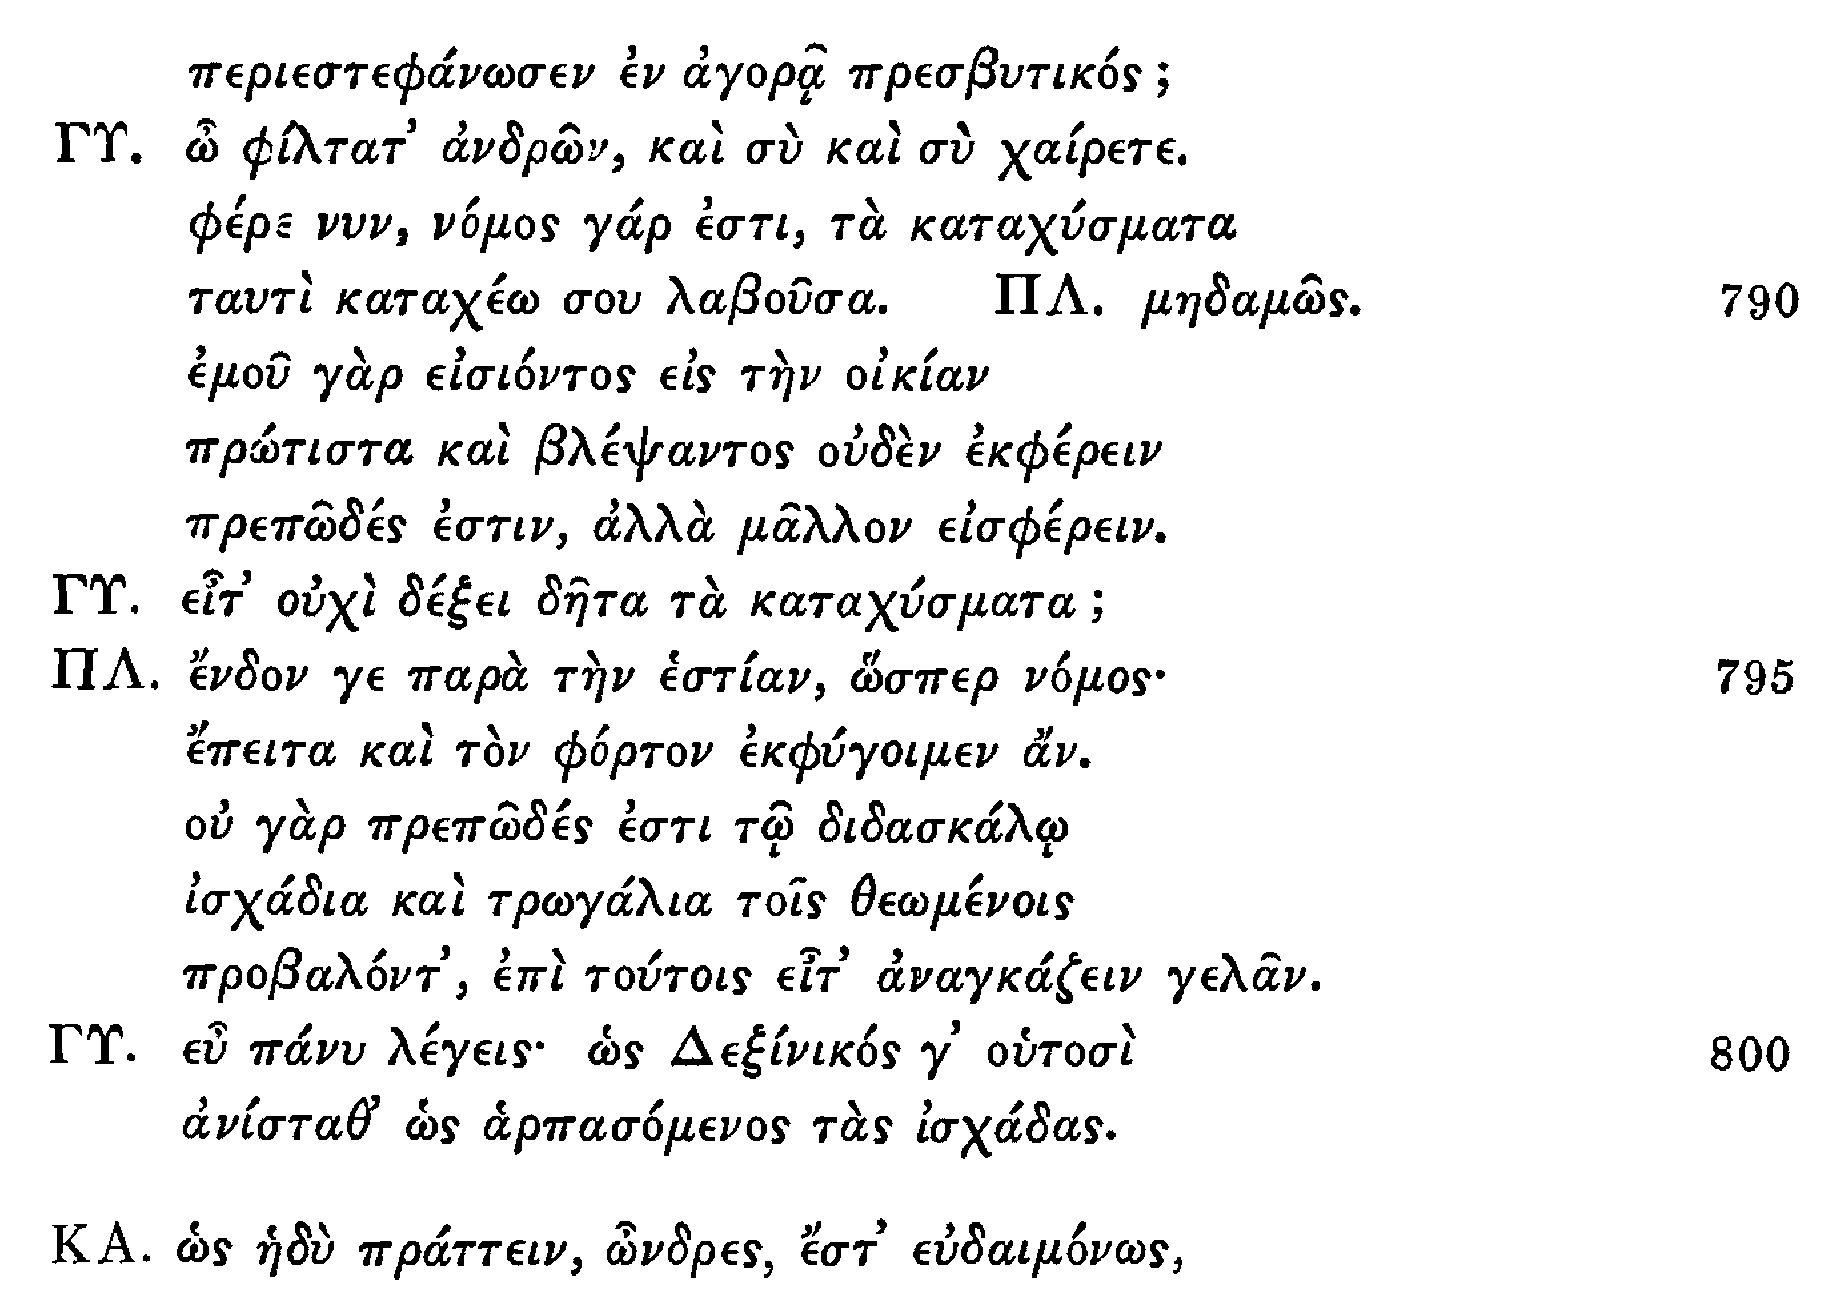 περιεστεφάνωσεν ἐν ἀγορᾷ πρεσβυτικός;
ΓΥ. ὦ φίλτατ’ ἀνδρῶν, καὶ σὺ καὶ σὺ χαίρετε.
φέρε νυν, νόμος γάρ ἐστι, τὰ καταχύσματα
ταυτὶ καταχέω σου λαβοῦσα. ΠΛ. μηδαμῶς. 790
ἐμοῦ γὰρ εἰσιόντος εἰς τὴν οἰκίαν
πρώτιστα καὶ βλέψαντος οὐδὲν ἐκφέρειν
πρεπῶδές ἐστιν, ἀλλὰ μᾶλλον εἰσφέρειν.
ΓΥ. εἶτ’ οὐχὶ δέξει δῆτα τὰ καταχύσματα;
ΠΛ. ἔνδον γε παρὰ τὴν ἑστίαν, ὥσπερ νόμος· 795
ἔπειτα καὶ τὸν φόρτον ἐκφύγοιμεν ἄν.
οὐ γὰρ πρεπῶδές ἐστι τῷ διδασκάλῳ
ἰσχάδια καὶ τρωγάλια τοῖς θεωμένοις
προβαλόντ’, ἐπὶ τούτοις εἶτ’ ἀναγκάζειν γελᾶν.
ΓΥ. εὖ πάνυ λέγεις· ὡς Δεξίνικός γ’ οὑτοσὶ 800
ἀνίσταθ’ ὡς ἁρπασόμενος τὰς ἰσχάδας.
ΚΑ. ὡς ἡδὺ πράττειν, ὦνδρες, ἔστ’ εὐδαιμόνως,